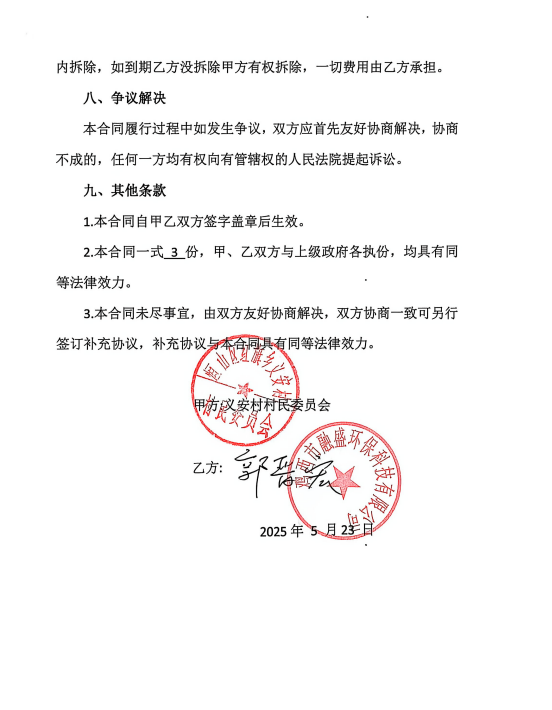 内拆除，如到期乙方没拆除甲方有权拆除，一切费用由乙方承担。
八、争议解决
本合同履行过程中如发生争议，双方应首先友好协商解决，协商
不成的，任何一方均有权向有管辖权的人民法院提起诉讼。
九、其他条款
1.本合同自甲乙双方签字盖章后生效。
2.本合同一式 3 份，甲、乙双方与上级政府各执份，均具有同
等法律效力。
3.本合同未尽事宜，由双方友好协商解决，双方协商一致可另行
签订补充协议，补充协议与本合同具有同等法律效力。
恒山区红旗乡义安村
村民委员会
甲方:义安村村民委员会
鸡西市融盛环保科技有限公司
乙方: 郭
2025 年 5 月 23 日